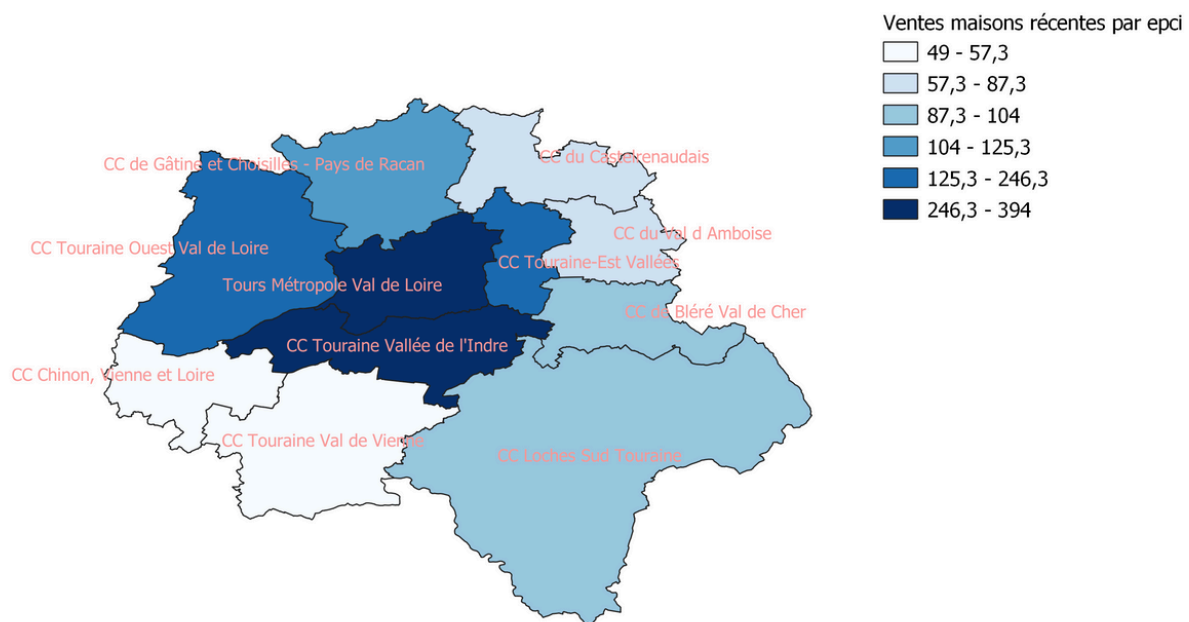 Ventes maisons récentes par epci
49 - 57,3
57,3 - 87,3
87,3 - 104
104 - 125,3
125,3 - 246,3
246,3 - 394
CC de Gâtine et Choisilles - Pays de Racan
CC du Castelrenaudais
CC du Val d Amboise
CC Touraine Ouest Val de Loire
CC Touraine-Est Vallées
Tours Métropole Val de Loire
CC de Bléré Val de Cher
CC Touraine Vallée de l'Indre
CC Chinon, Vienne et Loire
CC Touraine Val de Vienne
CC Loches Sud Touraine